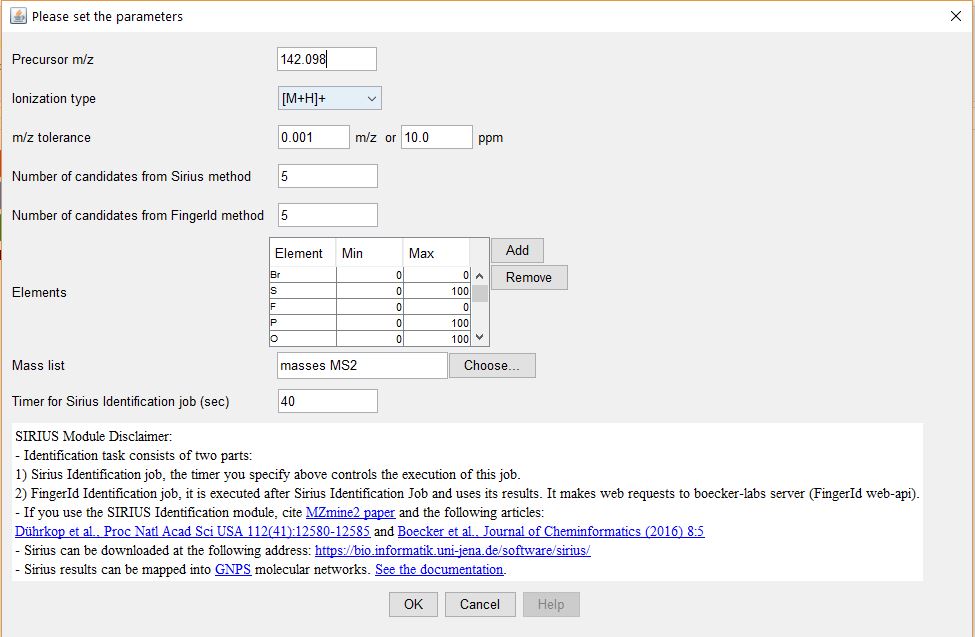 Please set the parameters
Precursor m/z 142.098
Ionization type [M+H]+
m/z tolerance 0.001 m/z or 10.0 ppm
Number of candidates from Sirius method 5
Number of candidates from FingerId method 5
Element Min Max Add
Br 0 0 Remove
S 0 100
Elements F 0 0
P 0 100
O 0 100
Mass list masses MS2 Choose...
Timer for Sirius Identification job (sec) 40
SIRIUS Module Disclaimer:
- Identification task consists of two parts:
1) Sirius Identification job, the timer you specify above controls the execution of this job.
2) FingerId Identification job, it is executed after Sirius Identification Job and uses its results. It makes web requests to boecker-labs server (FingerId web-api).
- If you use the SIRIUS Identification module, cite MZmine2 paper and the following articles:
Dührkop et al., Proc Natl Acad Sci USA 112(41):12580-12585 and Boecker et al., Journal of Cheminformatics (2016) 8:5
- Sirius can be downloaded at the following address: https://bio.informatik.uni-jena.de/software/sirius/
- Sirius results can be mapped into GNPS molecular networks. See the documentation.
OK Cancel Help